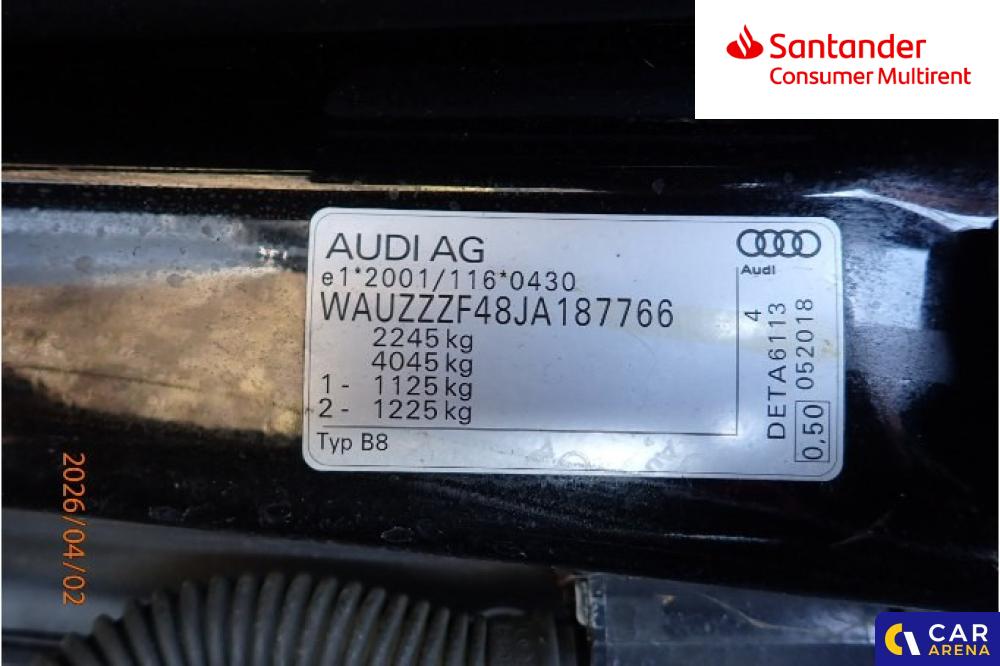 Santander
Consumer Multirent
AUDI AG
Audi
e1*2001/116*0430
WAUZZZF48JA187766
2245 kg
4045 kg
1 - 1125 kg
2 - 1225 kg
Typ B8
4
DETA6113
0,50 052018
2026/04/02
CAR
ARENA